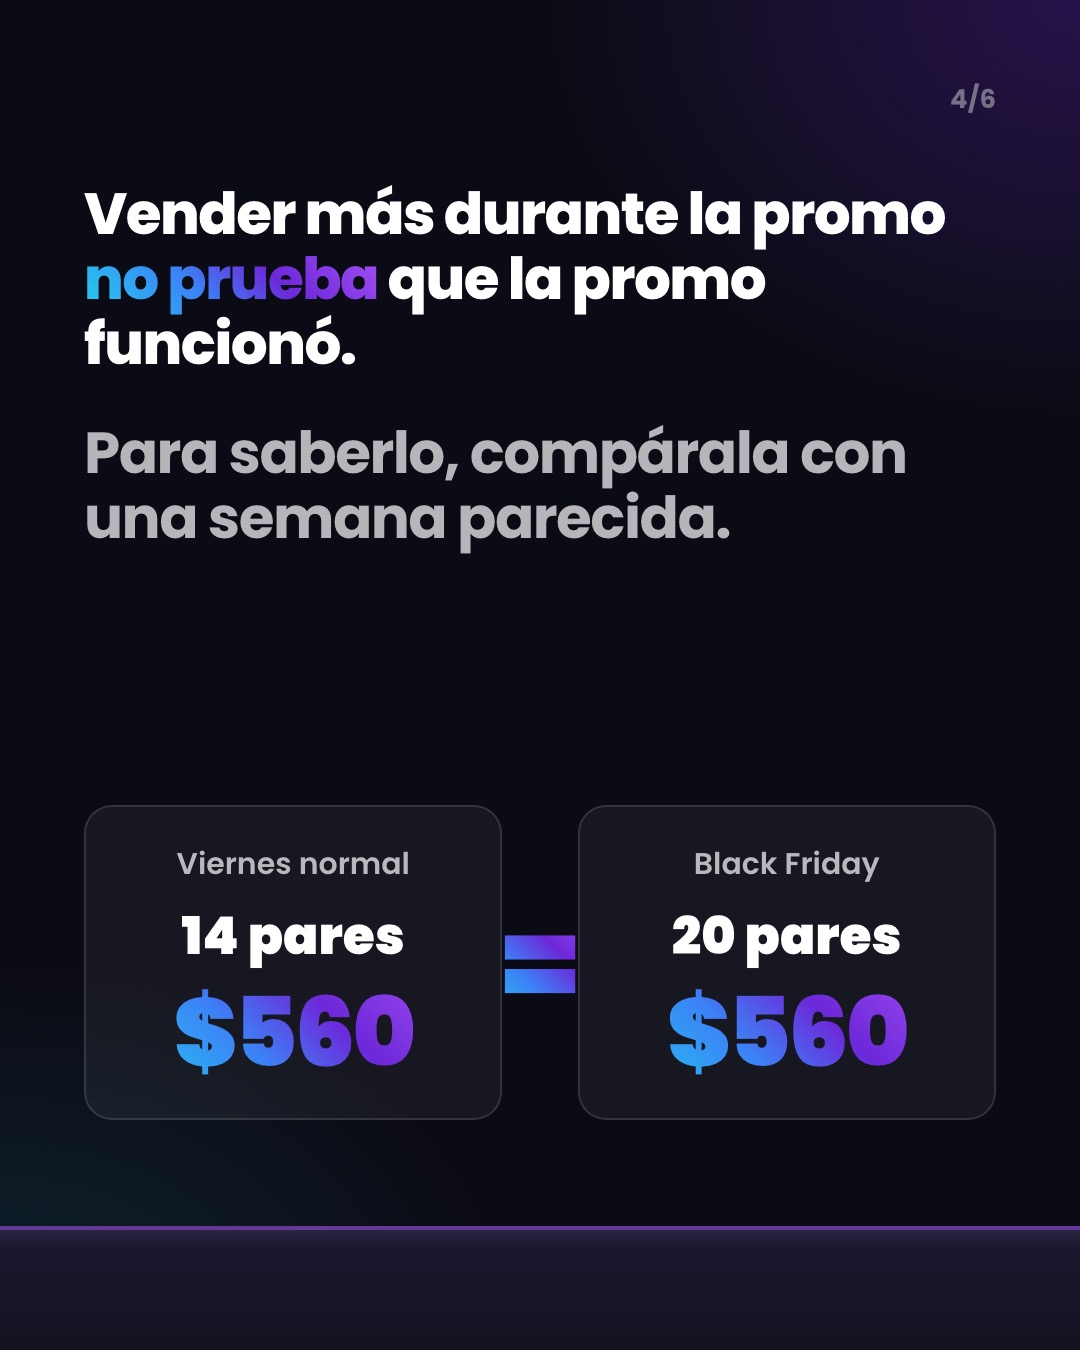 4/6
Vender más durante la promo
no prueba que la promo
funcionó.
Para saberlo, compárala con
una semana parecida.
Viernes normal
14 pares
$560
=
Black Friday
20 pares
$560